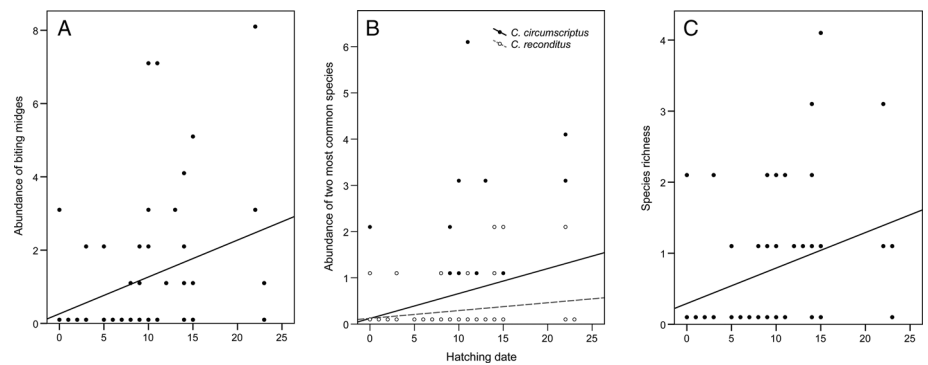 A
Abundance of biting midges
8
6
4
2
0
0 5 10 15 20 25
B
C. circumscriptus
C. reconditus
Abundance of two most common species
6
5
4
3
2
1
0
0 5 10 15 20 25
Hatching date
C
Species richness
4
3
2
1
0
0 5 10 15 20 25